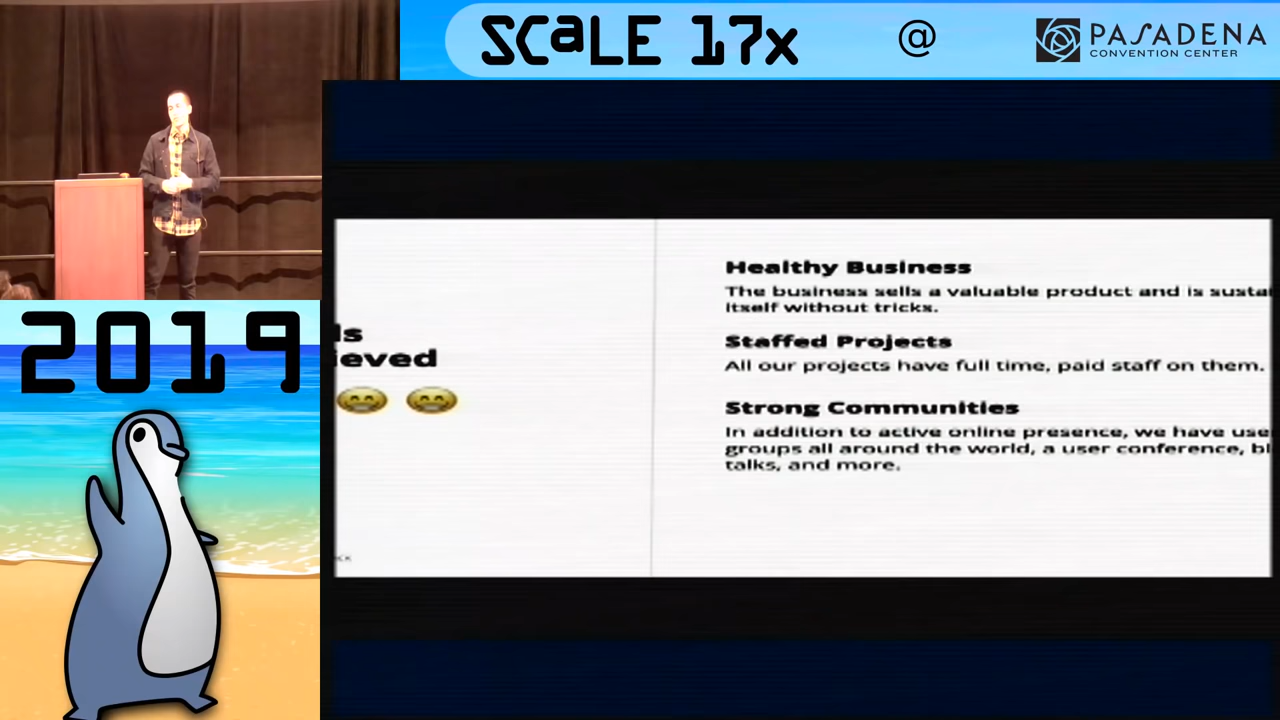 SCaLE 17x
@
PASADENA
CONVENTION CENTER
2019
ls
ieved
Healthy Business
The business sells a valuable product and is sustai
itself without tricks.
Staffed Projects
All our projects have full time, paid staff on them.
Strong Communities
In addition to active online presence, we have use
groups all around the world, a user conference, bl
talks, and more.